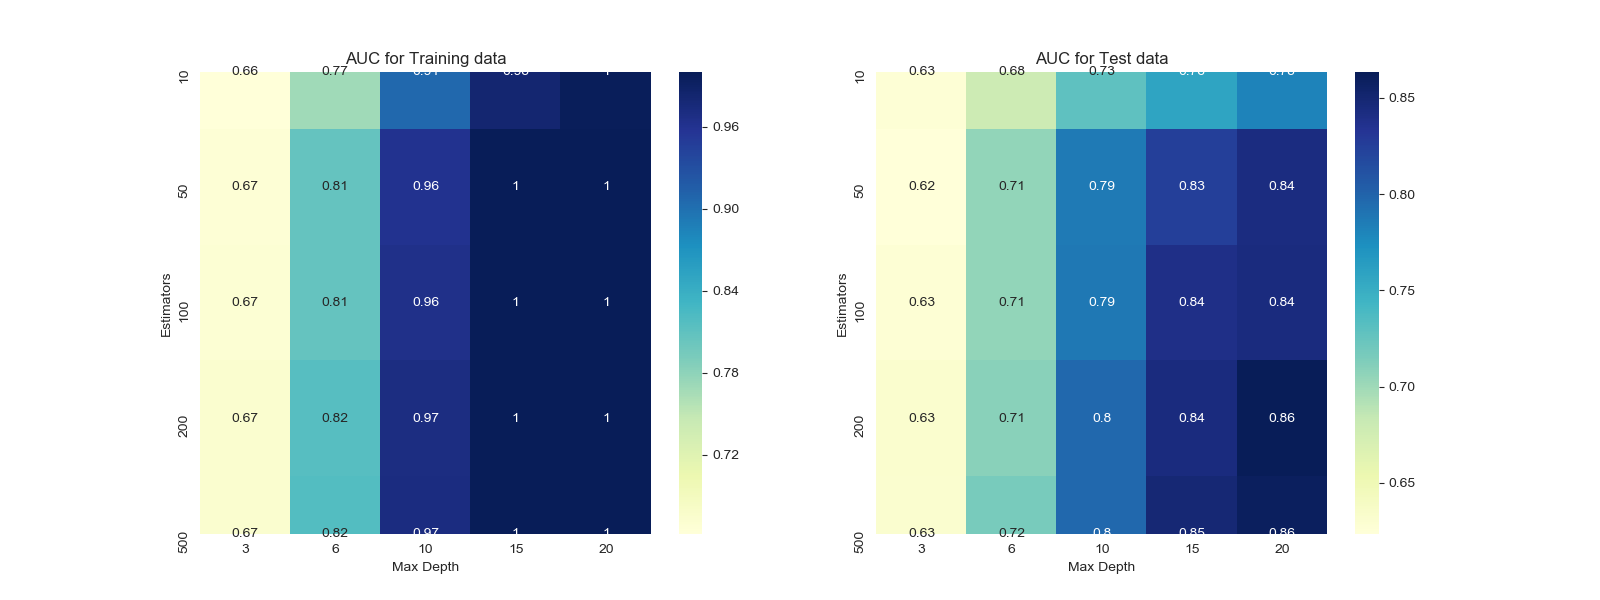 AUC for Training data
10 0.66 0.77 0.91 0.98 1
50 0.67 0.81 0.96 1 1
100 0.67 0.81 0.96 1 1
200 0.67 0.82 0.97 1 1
500 0.67 0.82 0.97 1 1
3 6 10 15 20
Max Depth
Estimators
0.96
0.90
0.84
0.78
0.72
AUC for Test data
10 0.63 0.68 0.73
50 0.62 0.71 0.79 0.83 0.84
100 0.63 0.71 0.79 0.84 0.84
200 0.63 0.71 0.8 0.84 0.86
500 0.63 0.72 0.8 0.85 0.86
3 6 10 15 20
Max Depth
Estimators
0.85
0.80
0.75
0.70
0.65